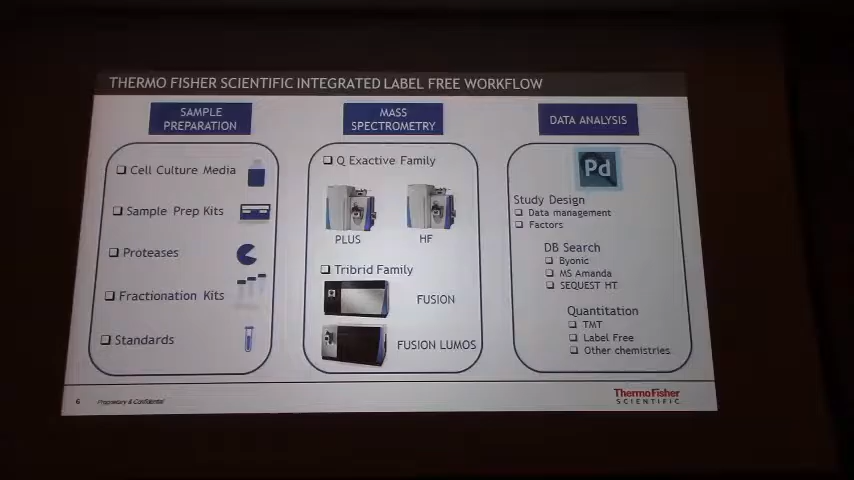 THERMO FISHER SCIENTIFIC INTEGRATED LABEL FREE WORKFLOW
SAMPLE
PREPARATION
Cell Culture Media
Sample Prep Kits
Proteases
Fractionation Kits
Standards
MASS
SPECTROMETRY
Q Exactive Family
PLUS
HF
Tribrid Family
FUSION
FUSION LUMOS
DATA ANALYSIS
Pd
Study Design
Data management
Factors
DB Search
Byonic
MS Amanda
SEQUEST HT
Quantitation
TMT
Label Free
Other chemistries
6
Proprietary & Confidential
ThermoFisher
SCIENTIFIC